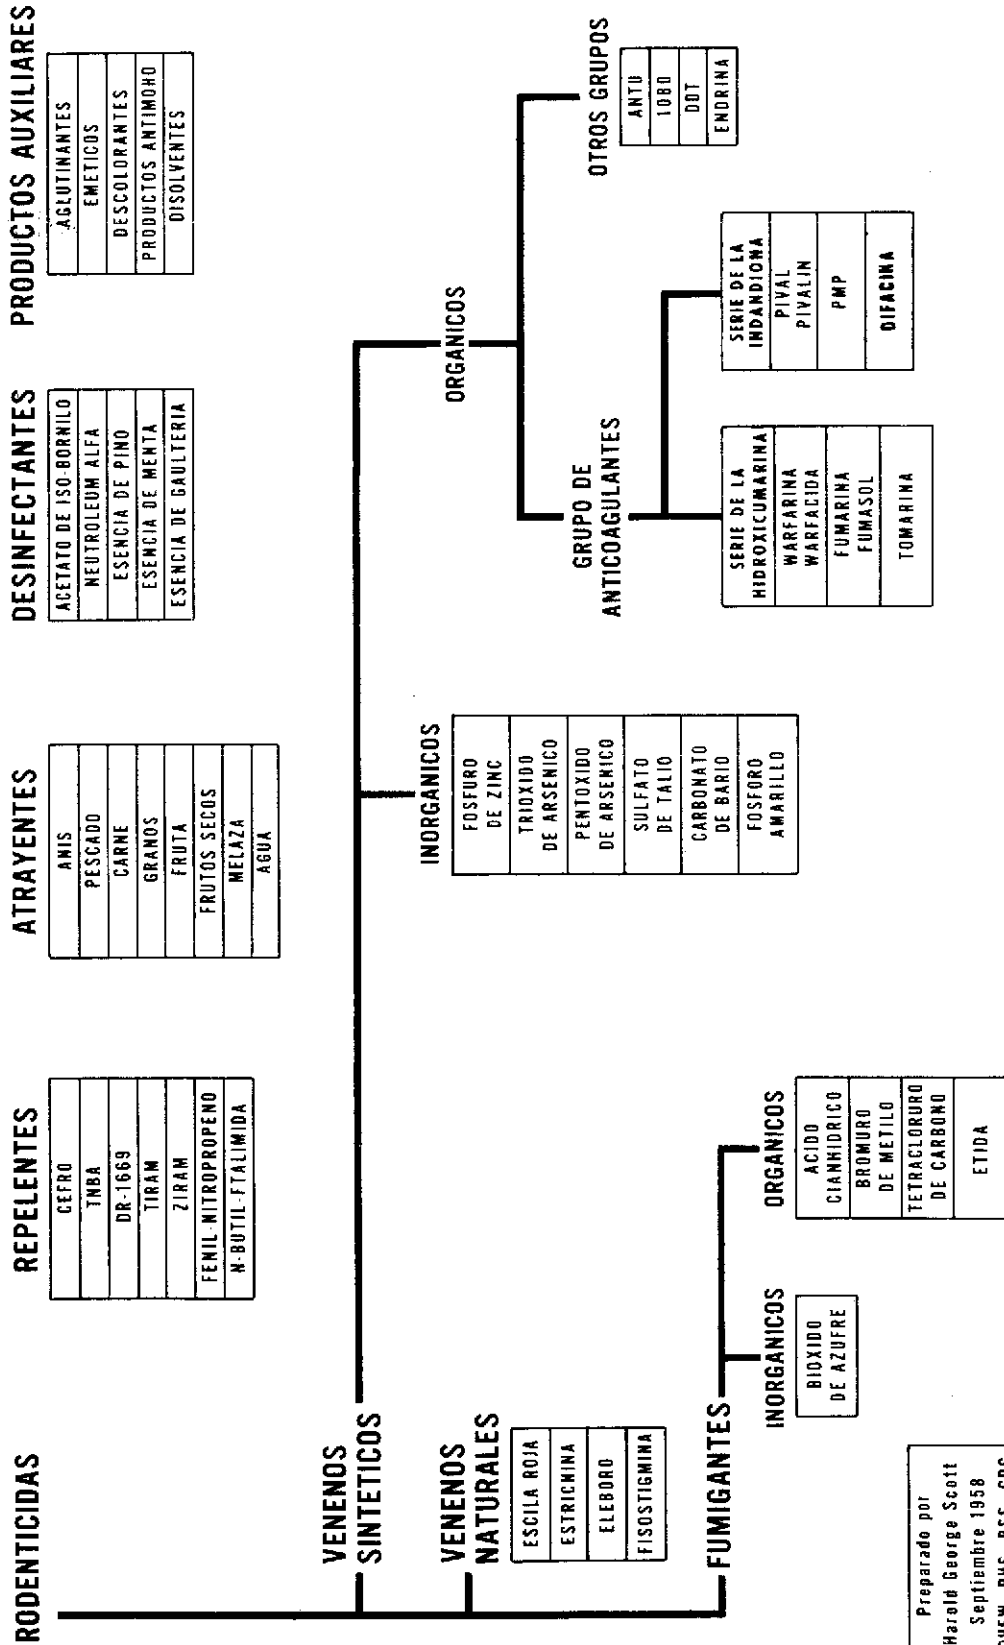 RODENTICIDAS
REPELENTES
CEFRO
TNBA
DR-1669
TIRAM
ZIRAM
FENIL-NITROPROPENO
N-BUTIL-FTALIMIDA
ATRAYENTES
ANIS
PESCADO
CARNE
GRANOS
FRUTA
FRUTOS SECOS
MELAZA
AGUA
DESINFECTANTES
ACETATO DE ISO-BORNILO
NEUTROLEUM ALFA
ESENCIA DE PINO
ESENCIA DE MENTA
ESENCIA DE GAULTERIA
PRODUCTOS AUXILIARES
AGLUTINANTES
EMETICOS
DESCOLORANTES
PRODUCTOS ANTIMOHO
DISOLVENTES
VENENOS
SINTETICOS
INORGANICOS
FOSFURO
DE ZINC
TRIOXIDO
DE ARSENICO
PENTOXIDO
DE ARSENICO
SULFATO
DE TALIO
CARBONATO
DE BARIO
FOSFORO
AMARILLO
ORGANICOS
GRUPO DE
ANTICOAGULANTES
SERIE DE LA
HIDROXICUMARINA
WARFARINA
WARFACIDA
FUMARINA
FUMASOL
TOMARINA
SERIE DE LA
INDANDIONA
PIVAL
PIVALIN
PMP
DIFACINA
OTROS GRUPOS
ANTU
1080
DDT
ENDRINA
VENENOS
NATURALES
ESCILA ROJA
ESTRICNINA
ELEBORO
FISOSTIGMINA
FUMIGANTES
INORGANICOS
BIOXIDO
DE AZUFRE
ORGANICOS
ACIDO
CIANHIDRICO
BROMURO
DE METILO
TETRACLORURO
DE CARBONO
ETIDA
Preparado por
Harold George Scott
Septiembre 1958